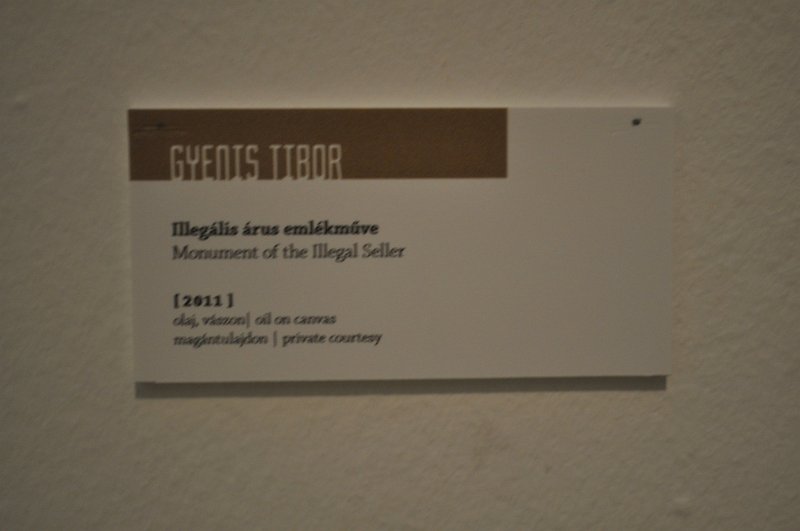 GYENIS TIBOR
Illegális árus emlékműve
Monument of the Illegal Seller
[2011]
olaj, vászon| oil on canvas
magántulajdon | private courtesy